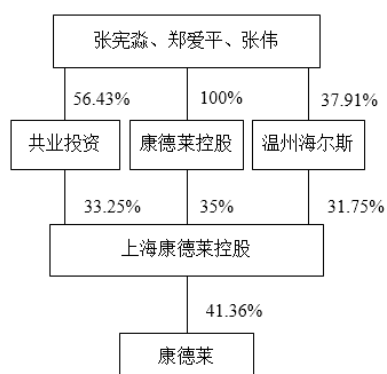 张宪淼、郑爱平、张伟
56.43%
100%
37.91%
共业投资
康德莱控股
温州海尔斯
33.25%
35%
31.75%
上海康德莱控股
41.36%
康德莱